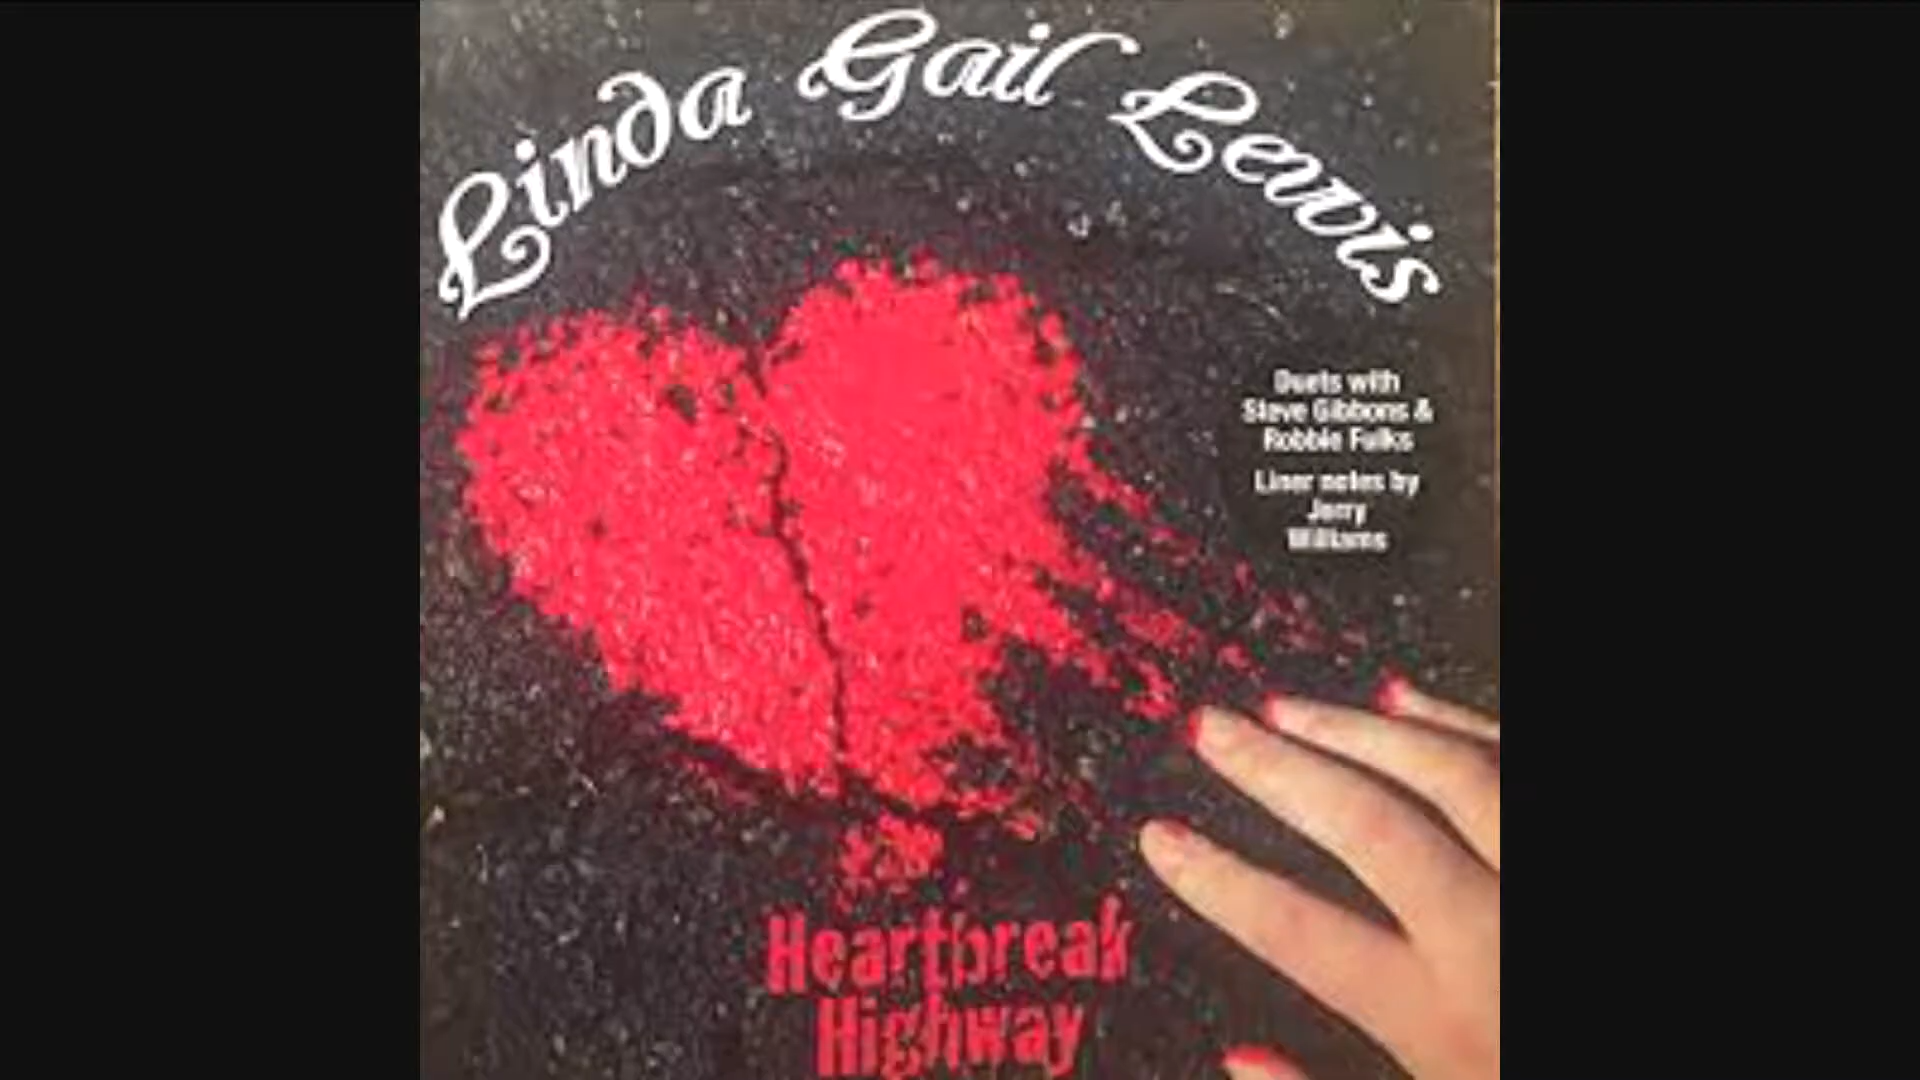 Linda Gail Lewis
Duets with
Steve Gibbons &
Robbie Fulks
Liner notes by
Jerry
Williams
Heartbreak
Highway